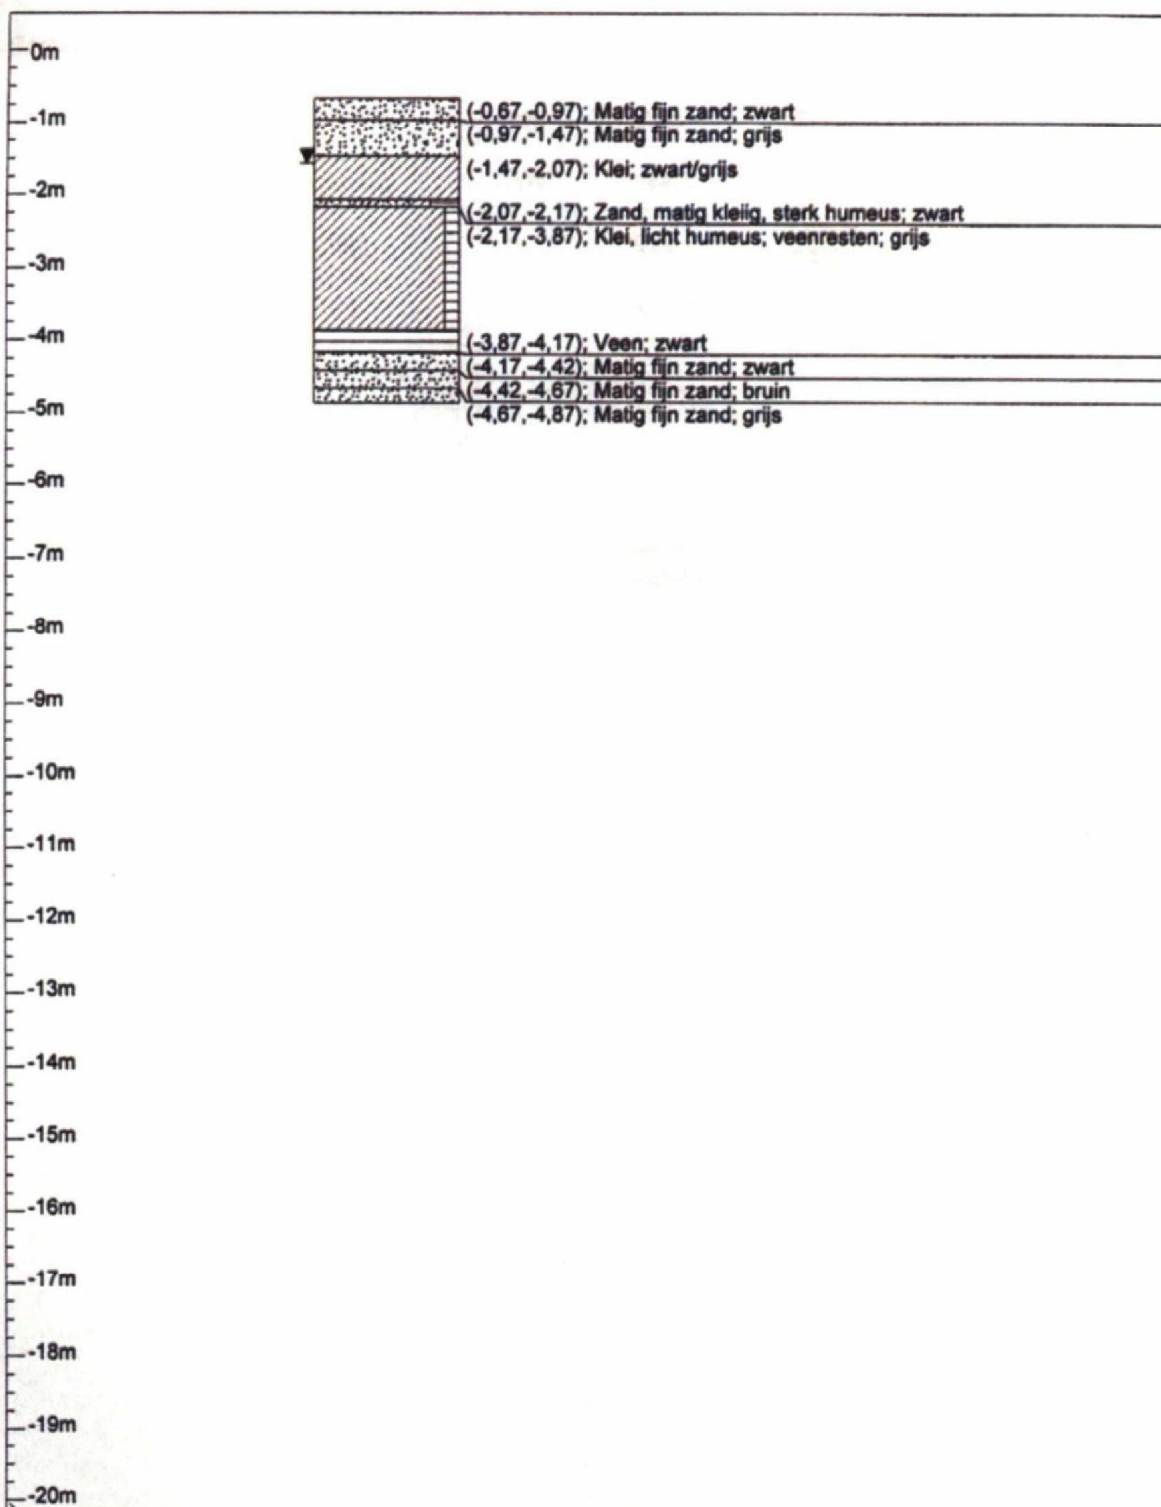 0m
(-0,67,-0,97); Matig fijn zand; zwart
-1m
(-0,97,-1,47); Matig fijn zand; grijs
(-1,47,-2,07); Klei; zwart/grijs
-2m
(-2,07,-2,17); Zand, matig kleiig, sterk humeus; zwart
(-2,17,-3,87); Klei, licht humeus; veenresten; grijs
-3m
-4m
(-3,87,-4,17); Veen; zwart
(-4,17,-4,42); Matig fijn zand; zwart
(-4,42,-4,67); Matig fijn zand; bruin
-5m
(-4,67,-4,87); Matig fijn zand; grijs
-6m
-7m
-8m
-9m
-10m
-11m
-12m
-13m
-14m
-15m
-16m
-17m
-18m
-19m
-20m